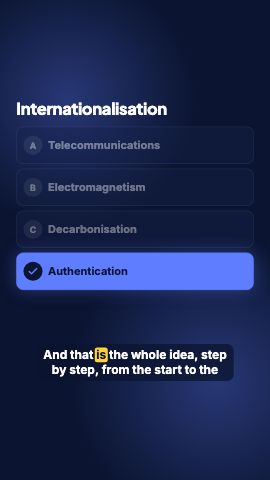 Internationalisation
A Telecommunications
B Electromagnetism
C Decarbonisation
Authentication
And that is the whole idea, step
by step, from the start to the